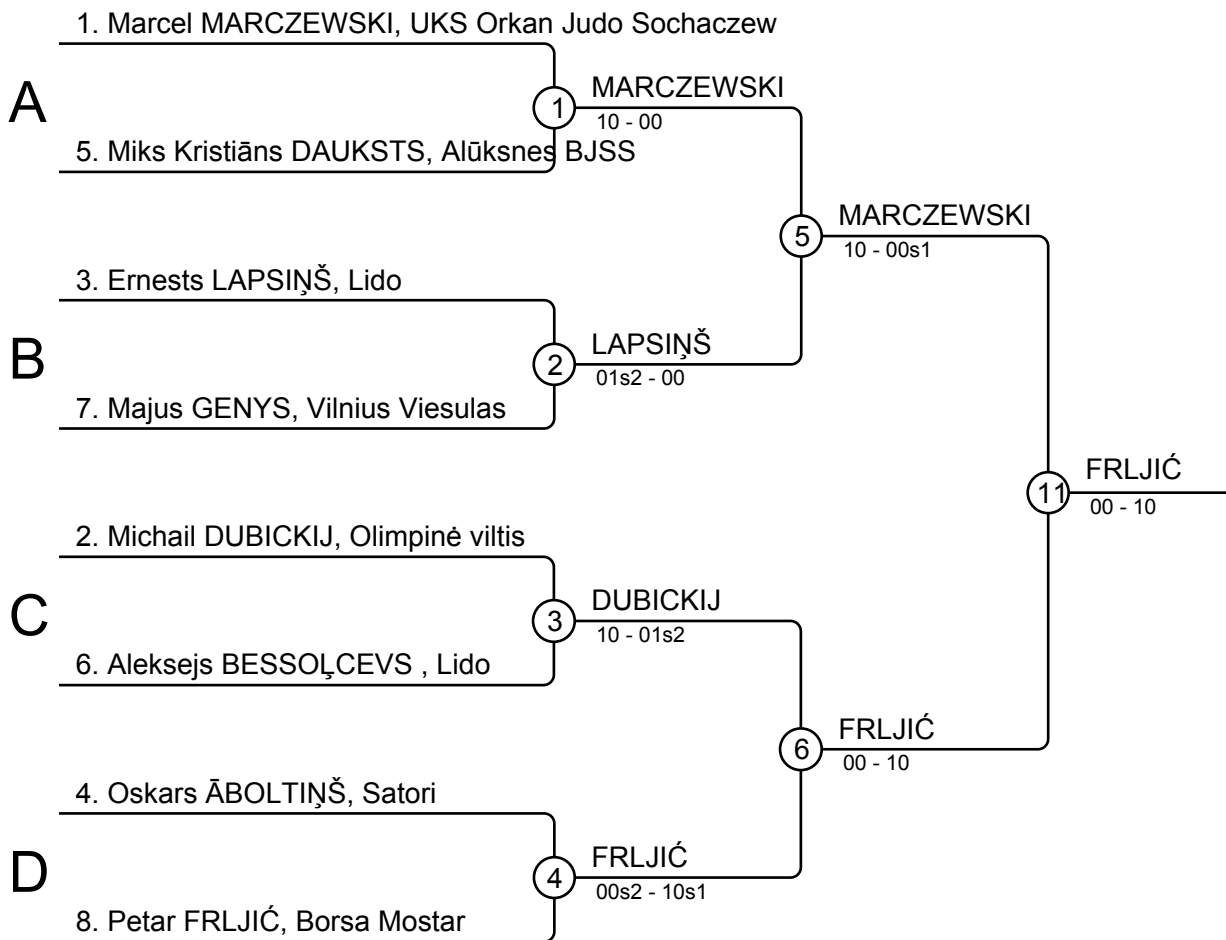 1. Marcel MARCZEWSKI, UKS Orkan Judo Sochaczew
A
1
MARCZEWSKI
10 - 00
5. Miks Kristiāns DAUKSTS, Alūksnes BJSS
5
MARCZEWSKI
10 - 00s1
3. Ernests LAPSIŅŠ, Lido
B
2
LAPSIŅŠ
01s2 - 00
7. Majus GENYS, Vilnius Viesulas
11
FRLJIĆ
00 - 10
2. Michail DUBICKIJ, Olimpinė viltis
C
3
DUBICKIJ
10 - 01s2
6. Aleksejs BESSOĻCEVS , Lido
6
FRLJIĆ
00 - 10
4. Oskars ĀBOLTIŅŠ, Satori
D
4
FRLJIĆ
00s2 - 10s1
8. Petar FRLJIĆ, Borsa Mostar